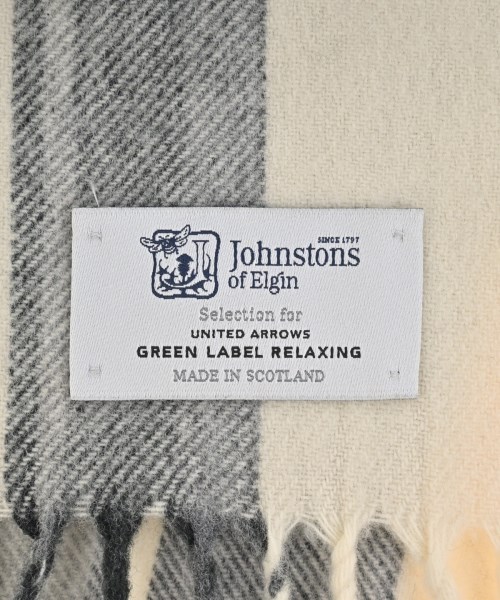 SINCE 1797
Johnstons
of Elgin
Selection for
UNITED ARROWS
GREEN LABEL RELAXING
MADE IN SCOTLAND